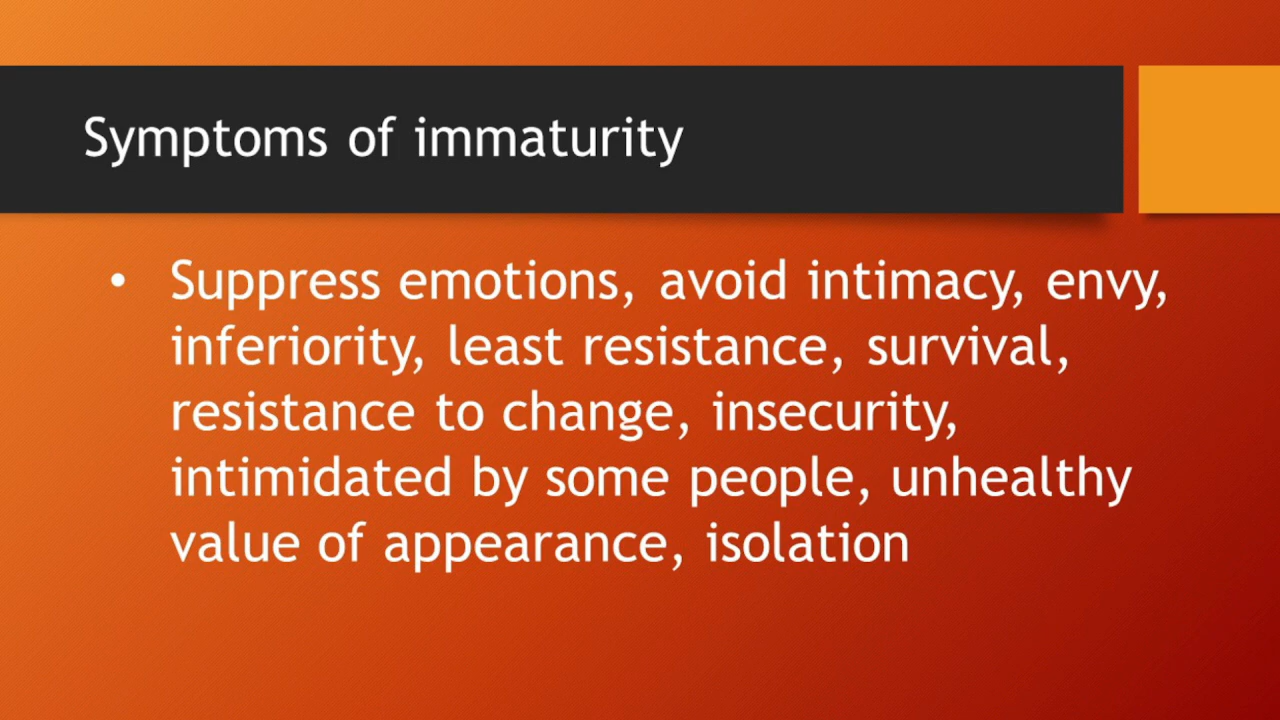 Symptoms of immaturity
• Suppress emotions, avoid intimacy, envy,
inferiority, least resistance, survival,
resistance to change, insecurity,
intimidated by some people, unhealthy
value of appearance, isolation